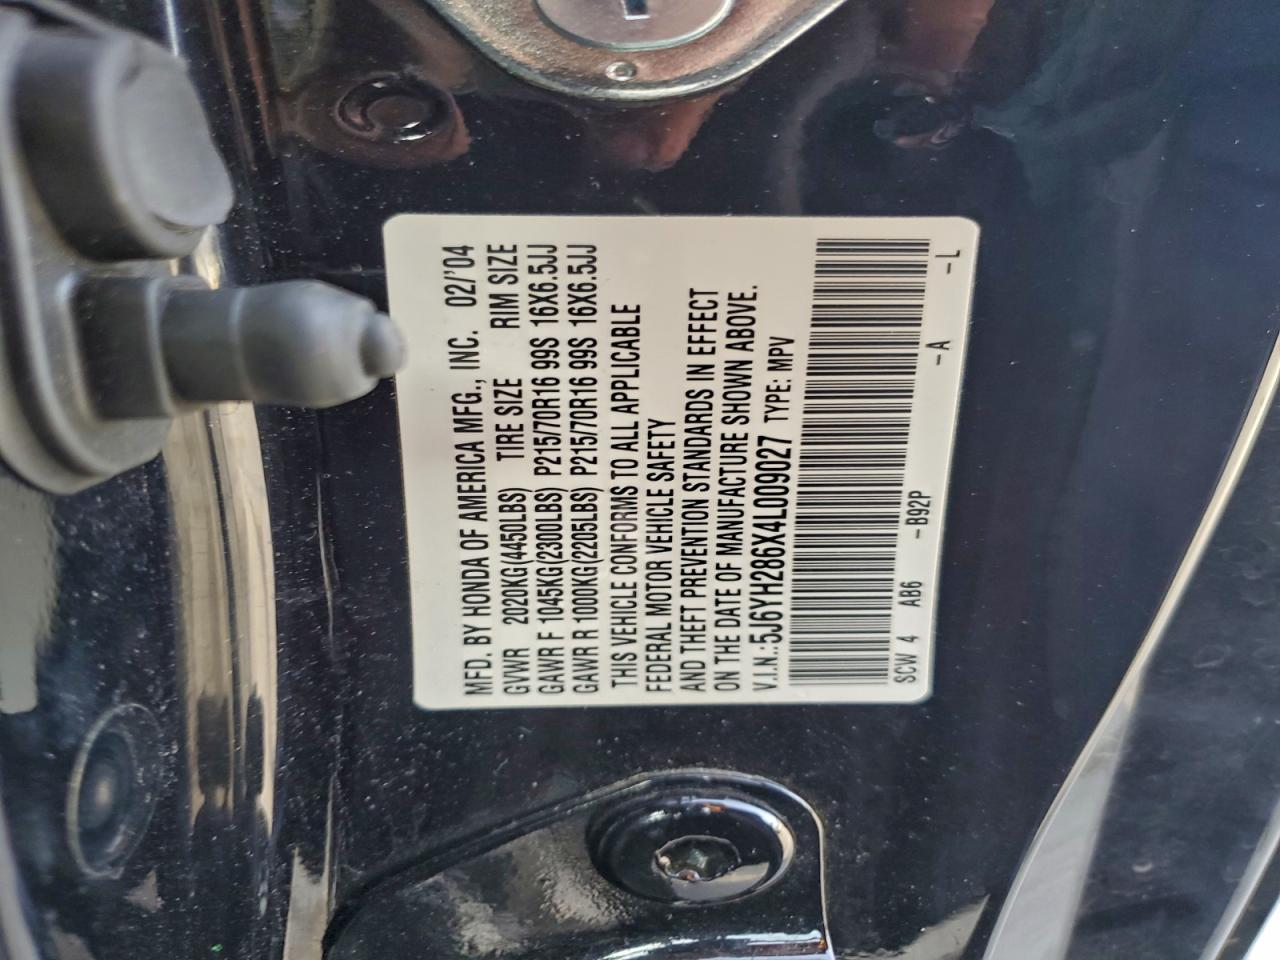 MFD. BY HONDA OF AMERICA MFG., INC. 02/'04
GVWR 2020KG(4450LBS) TIRE SIZE RIM SIZE
GAWR F 1045KG(2300LBS) P215/70R16 99S 16X6.5JJ
GAWR R 1000KG(2205LBS) P215/70R16 99S 16X6.5JJ
THIS VEHICLE CONFORMS TO ALL APPLICABLE
FEDERAL MOTOR VEHICLE SAFETY
AND THEFT PREVENTION STANDARDS IN EFFECT
ON THE DATE OF MANUFACTURE SHOWN ABOVE.
V.I.N.:5J6YH286X4L009027 TYPE: MPV
SCW 4 AB6 -B92P -A -L